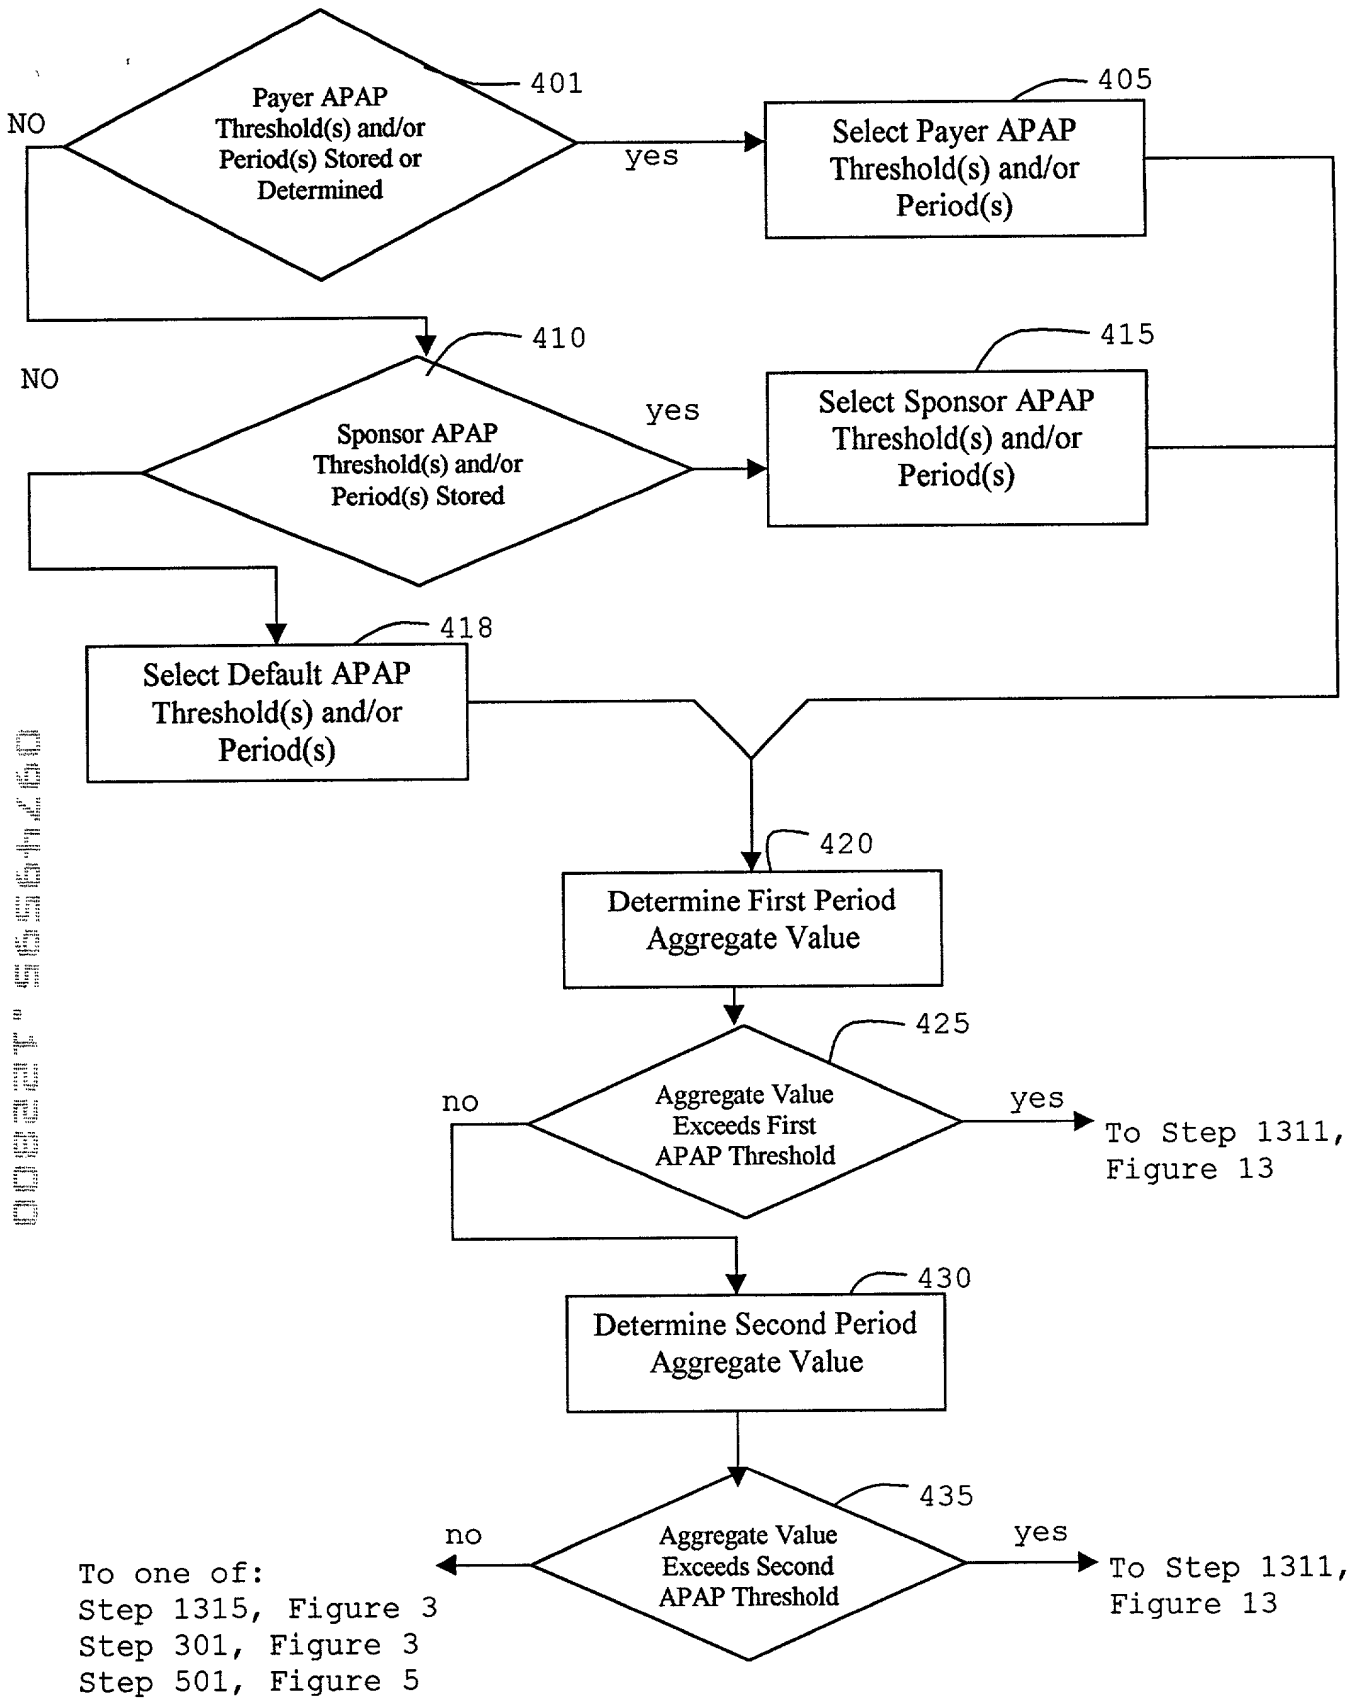 401
Payer APAP
Threshold(s) and/or
Period(s) Stored or
Determined
NO
yes
405
Select Payer APAP
Threshold(s) and/or
Period(s)
410
NO
Sponsor APAP
Threshold(s) and/or
Period(s) Stored
yes
415
Select Sponsor APAP
Threshold(s) and/or
Period(s)
418
Select Default APAP
Threshold(s) and/or
Period(s)
420
Determine First Period
Aggregate Value
425
no
Aggregate Value
Exceeds First
APAP Threshold
yes
To Step 1311,
Figure 13
430
Determine Second Period
Aggregate Value
435
no
Aggregate Value
Exceeds Second
APAP Threshold
yes
To Step 1311,
Figure 13
To one of:
Step 1315, Figure 3
Step 301, Figure 3
Step 501, Figure 5